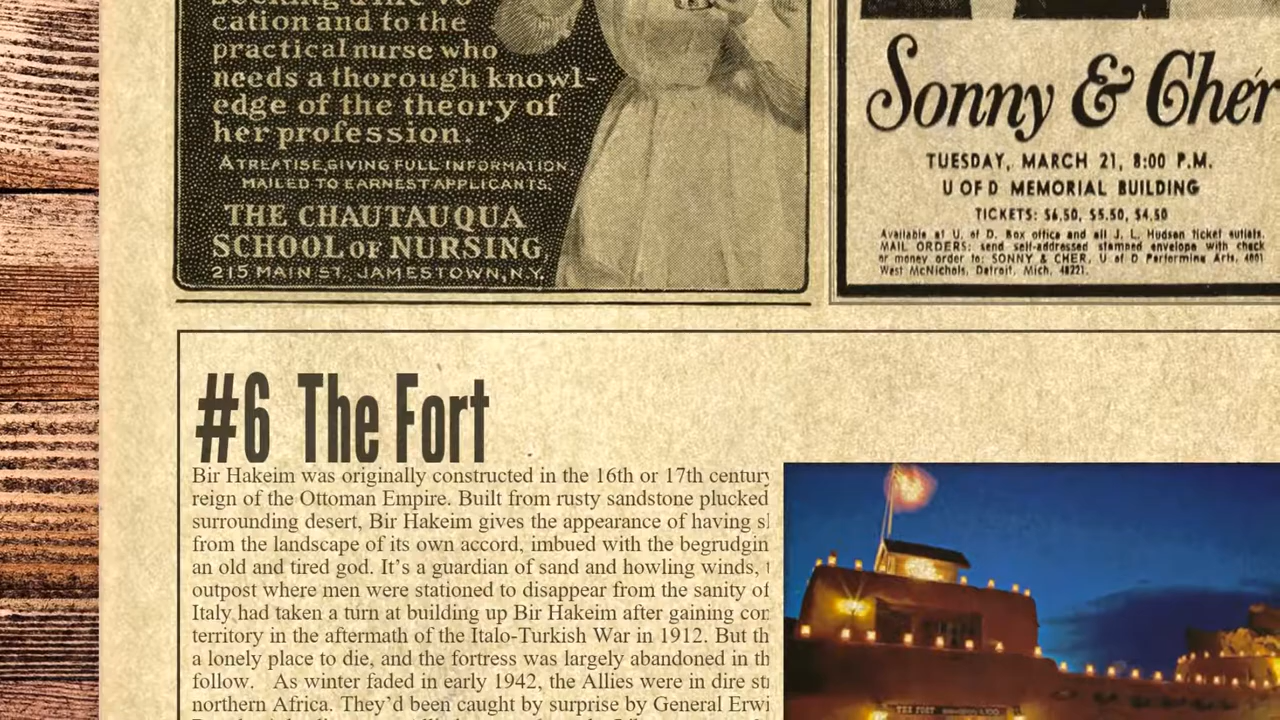 cation and to the
practical nurse who
needs a thorough knowl-
edge of the theory of
her profession.
A TREATISE GIVING FULL INFORMATION
MAILED TO EARNEST APPLICANTS.
THE CHAUTAUQUA
SCHOOL OF NURSING
215 MAIN ST. JAMESTOWN, N.Y.
Sonny & Cher
TUESDAY, MARCH 21, 8:00 P.M.
U OF D MEMORIAL BUILDING
TICKETS: $6.50, $5.50, $4.50
Available at U. of D. Box office and all J. L. Hudson ticket outlets.
MAIL ORDERS: send self-addressed stamped envelope with check
or money order to: SONNY & CHER, U of D Performing Arts, 4001
West McNichols, Detroit, Mich. 48221.
#6 The Fort
Bir Hakeim was originally constructed in the 16th or 17th century
reign of the Ottoman Empire. Built from rusty sandstone plucked
surrounding desert, Bir Hakeim gives the appearance of having
from the landscape of its own accord, imbued with the begrudgin
an old and tired god. It's a guardian of sand and howling winds,
outpost where men were stationed to disappear from the sanity of
Italy had taken a turn at building up Bir Hakeim after gaining
territory in the aftermath of the Italo-Turkish War in 1912. But
a lonely place to die, and the fortress was largely abandoned in
follow. As winter faded in early 1942, the Allies were in dire
northern Africa. They'd been caught by surprise by General Erwi
THE FORT